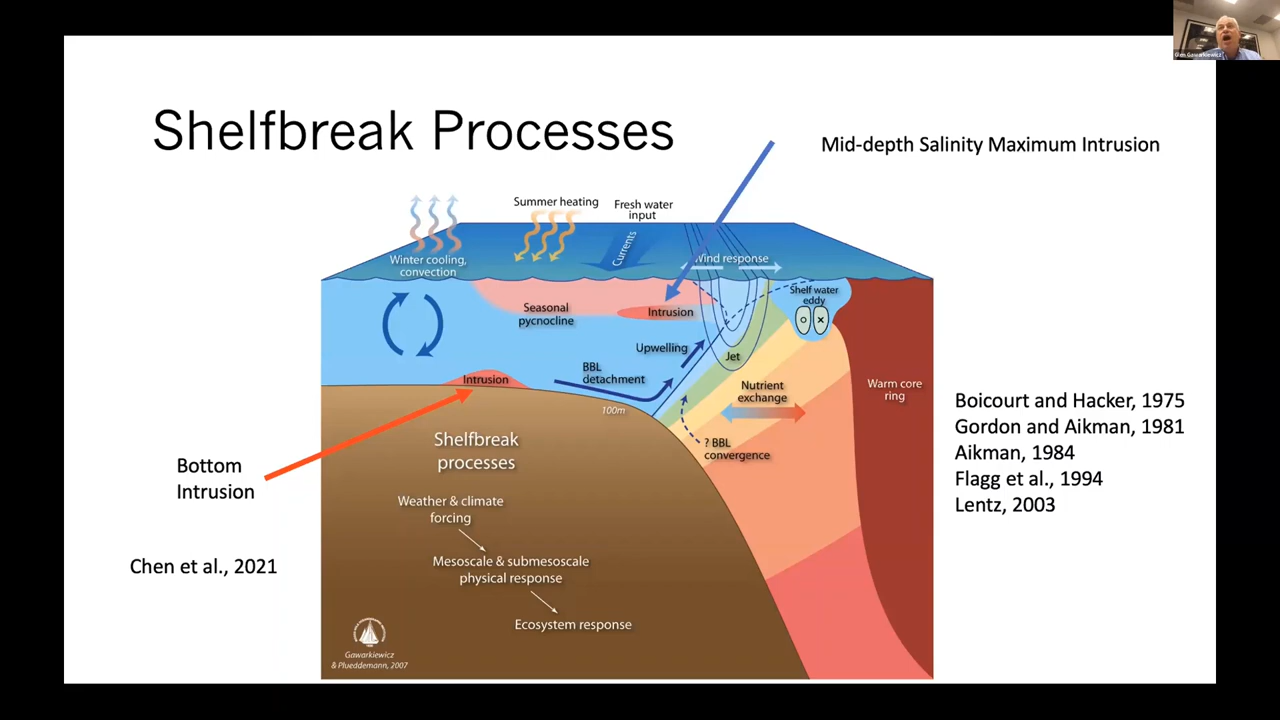 Glen Gawarkiewicz
Shelfbreak Processes
Mid-depth Salinity Maximum Intrusion
Summer heating
Fresh water
input
Currents
Winter cooling,
convection
Wind response
Shelf water
eddy
Seasonal
pycnocline
Intrusion
Upwelling
Jet
BBL
detachment
Intrusion
100m
Nutrient
exchange
Warm core
ring
? BBL
convergence
Bottom
Intrusion
Chen et al., 2021
Shelfbreak
processes
Weather & climate
forcing
Mesoscale & submesoscale
physical response
Ecosystem response
Gawarkiewicz
& Plueddemann, 2007
Boicourt and Hacker, 1975
Gordon and Aikman, 1981
Aikman, 1984
Flagg et al., 1994
Lentz, 2003